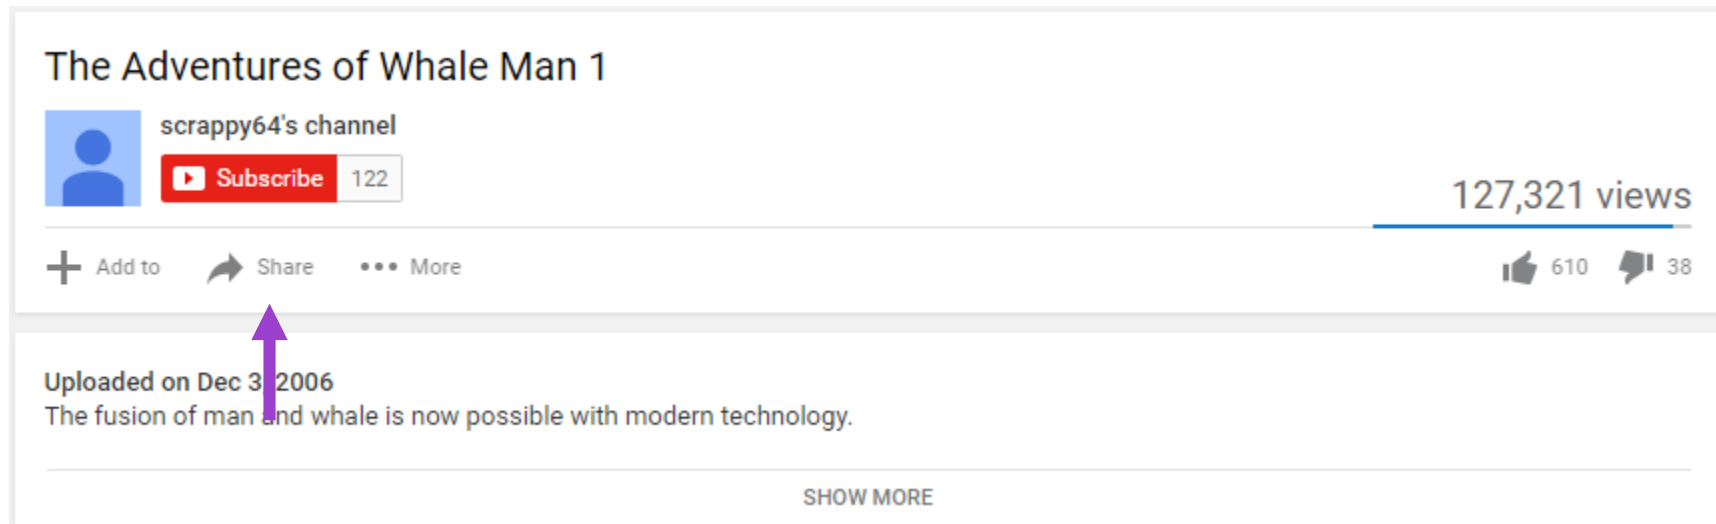 The Adventures of Whale Man 1
scrappy64's channel
Subscribe 122
127,321 views
Add to Share More 610 38
Uploaded on Dec 3, 2006
The fusion of man and whale is now possible with modern technology.
SHOW MORE